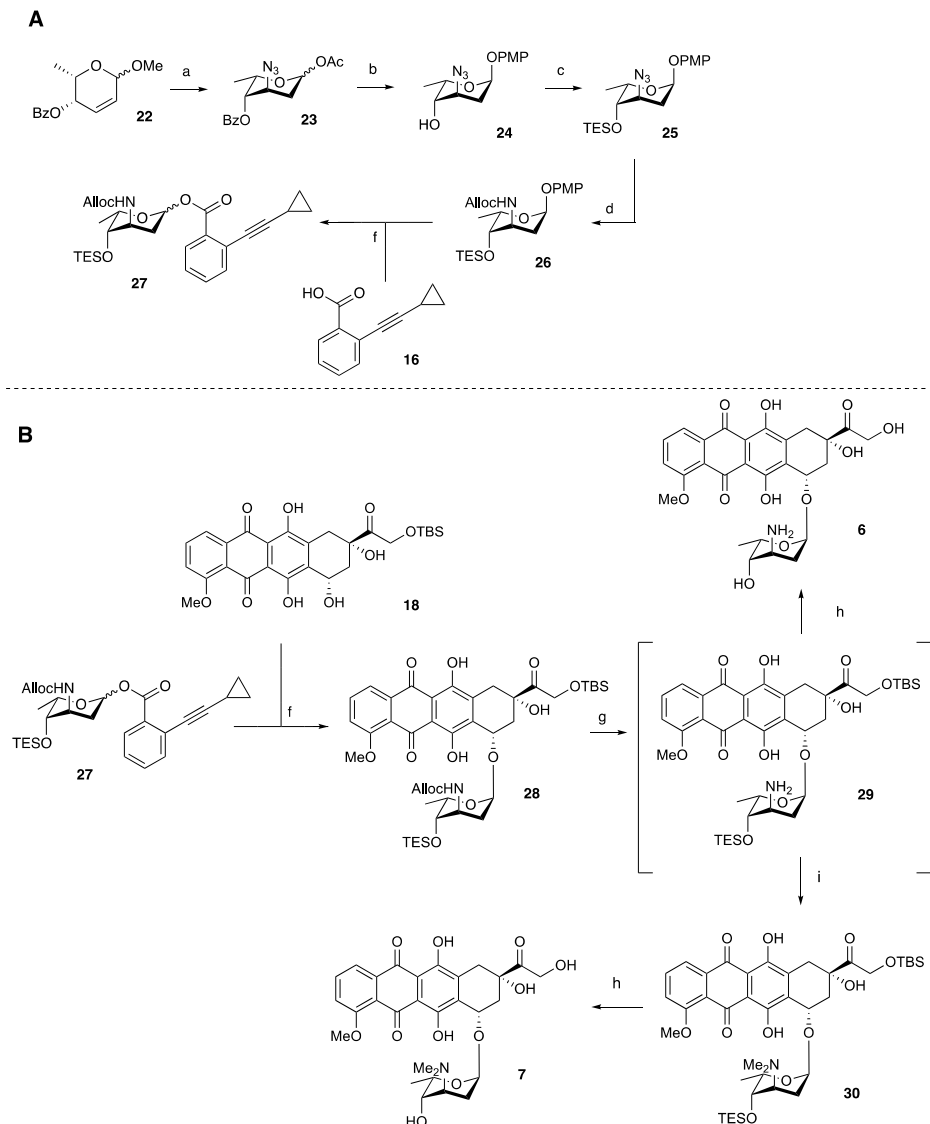 A
O
OMe
BzO
22
a
N3
OAc
O
BzO
23
b
OPMP
N3
O
HO
24
c
OPMP
N3
O
TESO
25
d
OPMP
AllocHN
O
TESO
26
f
AllocHN
O
O
O
TESO
27
HO
O
16
B
O
OH
O
OTBS
OH
MeO
O
OH
OH
18
AllocHN
O
O
O
TESO
27
f
O
OH
O
OTBS
OH
MeO
O
OH
O
AllocHN
O
TESO
28
g
O
OH
O
OTBS
OH
MeO
O
OH
O
NH2
O
TESO
29
h
O
OH
O
OH
OH
MeO
O
OH
O
NH2
O
HO
6
i
O
OH
O
OTBS
OH
MeO
O
OH
O
Me2N
O
TESO
30
h
O
OH
O
OH
OH
MeO
O
OH
O
Me2N
O
HO
7